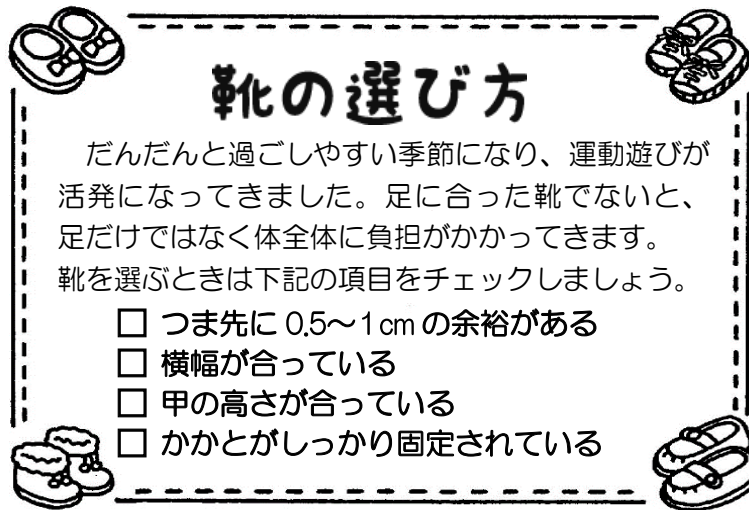 靴の選び方
　だんだんと過ごしやすい季節になり、運動遊びが
活発になってきました。足に合った靴でないと、
足だけではなく体全体に負担がかかってきます。
靴を選ぶときは下記の項目をチェックしましょう。
□ つま先に 0.5～1cm の余裕がある
□ 横幅が合っている
□ 甲の高さが合っている
□ かかとがしっかり固定されている